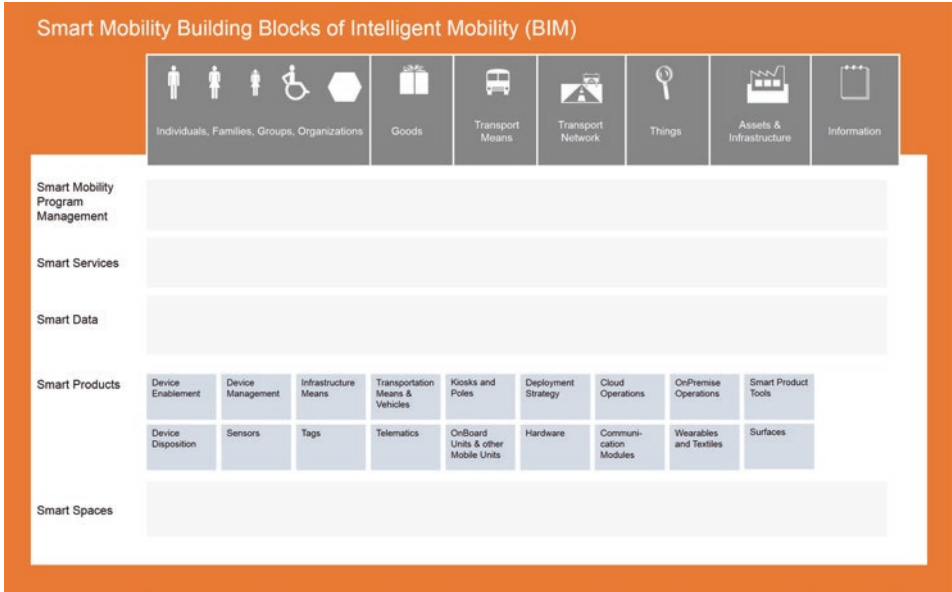 Smart Mobility Building Blocks of Intelligent Mobility (BIM)
Individuals, Families, Groups, Organizations
Goods
Transport
Means
Transport
Network
Things
Assets &
Infrastructure
Information
Smart Mobility
Program
Management
Smart Services
Smart Data
Smart Products
Device
Enablement
Device
Management
Infrastructure
Means
Transportation
Means &
Vehicles
Kiosks and
Poles
Deployment
Strategy
Cloud
Operations
OnPremise
Operations
Smart Product
Tools
Device
Disposition
Sensors
Tags
Telematics
OnBoard
Units & other
Mobile Units
Hardware
Communi-
cation
Modules
Wearables
and Textiles
Surfaces
Smart Spaces